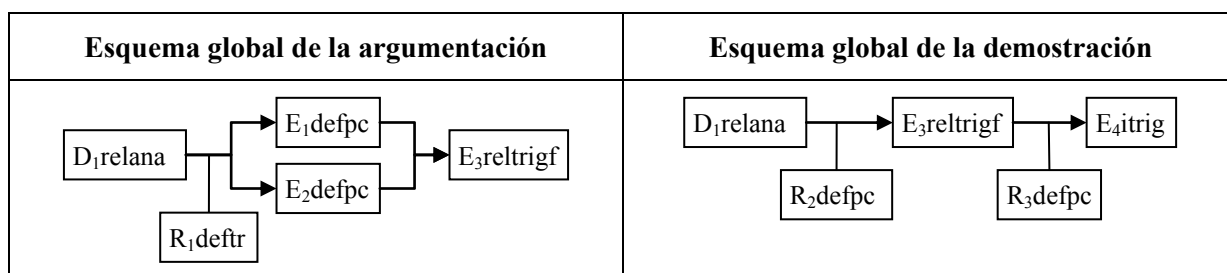 Esquema global de la argumentación
Esquema global de la demostración
D₁relana
E₁defpc
E₂defpc
E₃reltrigf
R₁deftr
D₁relana
E₃reltrigf
E₄itrig
R₂defpc
R₃defpc